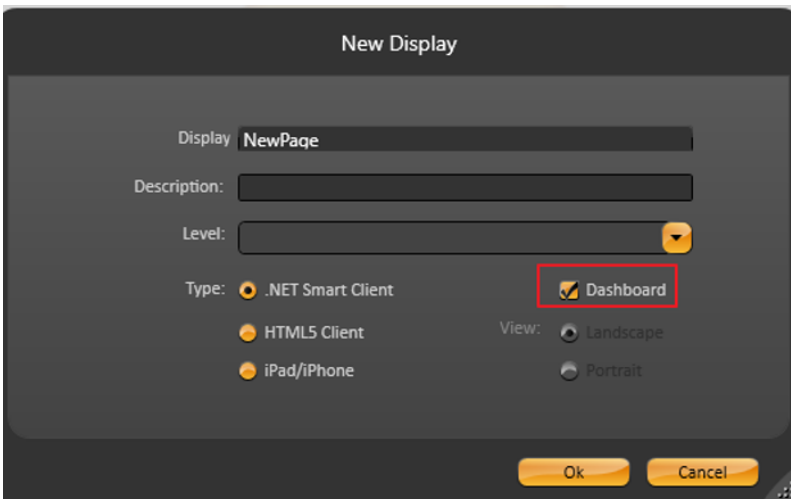 New Display
Display NewPage
Description:
Level:
Type: .NET Smart Client Dashboard
HTML5 Client View: Landscape
iPad/iPhone Portrait
Ok Cancel